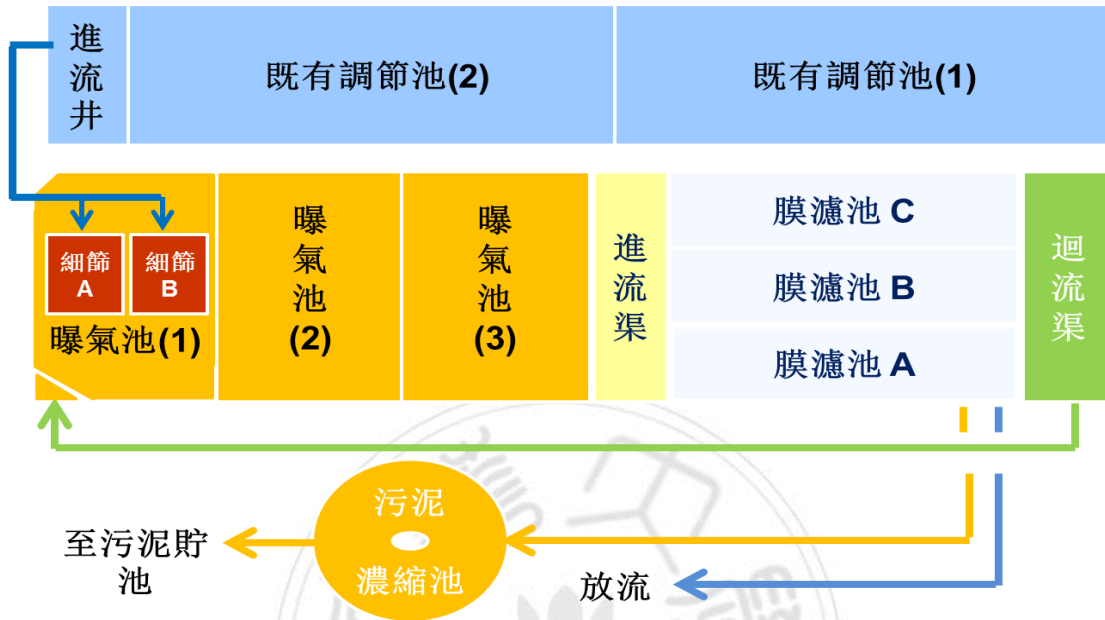 進流井
既有調節池(2)
既有調節池(1)
細篩
A
細篩
B
曝氣池(1)
曝氣池
(2)
曝氣池
(3)
進流渠
膜濾池 C
膜濾池 B
膜濾池 A
迴流渠
污泥
濃縮池
至污泥貯
池
放流